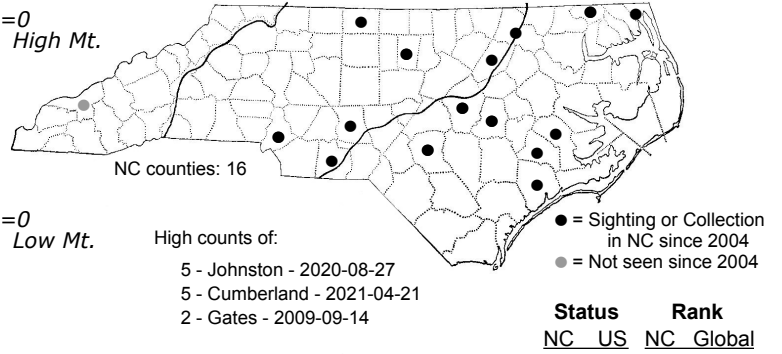 =0
High Mt.
NC counties: 16
=0
Low Mt.
High counts of:
5 - Johnston - 2020-08-27
5 - Cumberland - 2021-04-21
2 - Gates - 2009-09-14
= Sighting or Collection
in NC since 2004
= Not seen since 2004
Status Rank
NC US NC Global